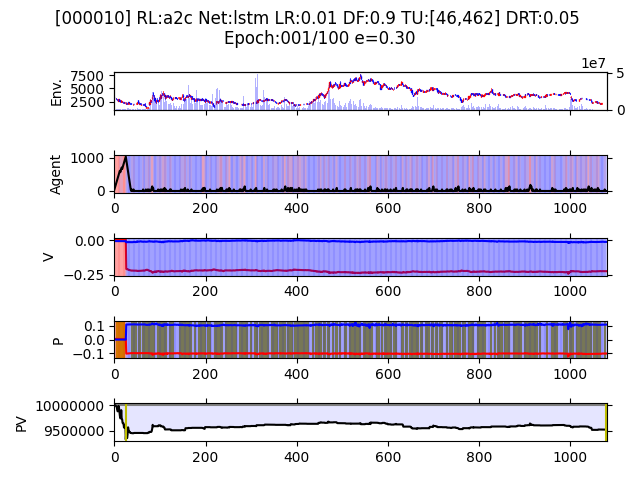 [000010] RL:a2c Net:lstm LR:0.01 DF:0.9 TU:[46,462] DRT:0.05
Epoch:001/100 e=0.30
1e7
Env.
7500
5000
2500
5
0
Agent
1000
0
0 200 400 600 800 1000
V
0.00
−0.25
0 200 400 600 800 1000
P
0.1
0.0
−0.1
0 200 400 600 800 1000
PV
10000000
9500000
0 200 400 600 800 1000